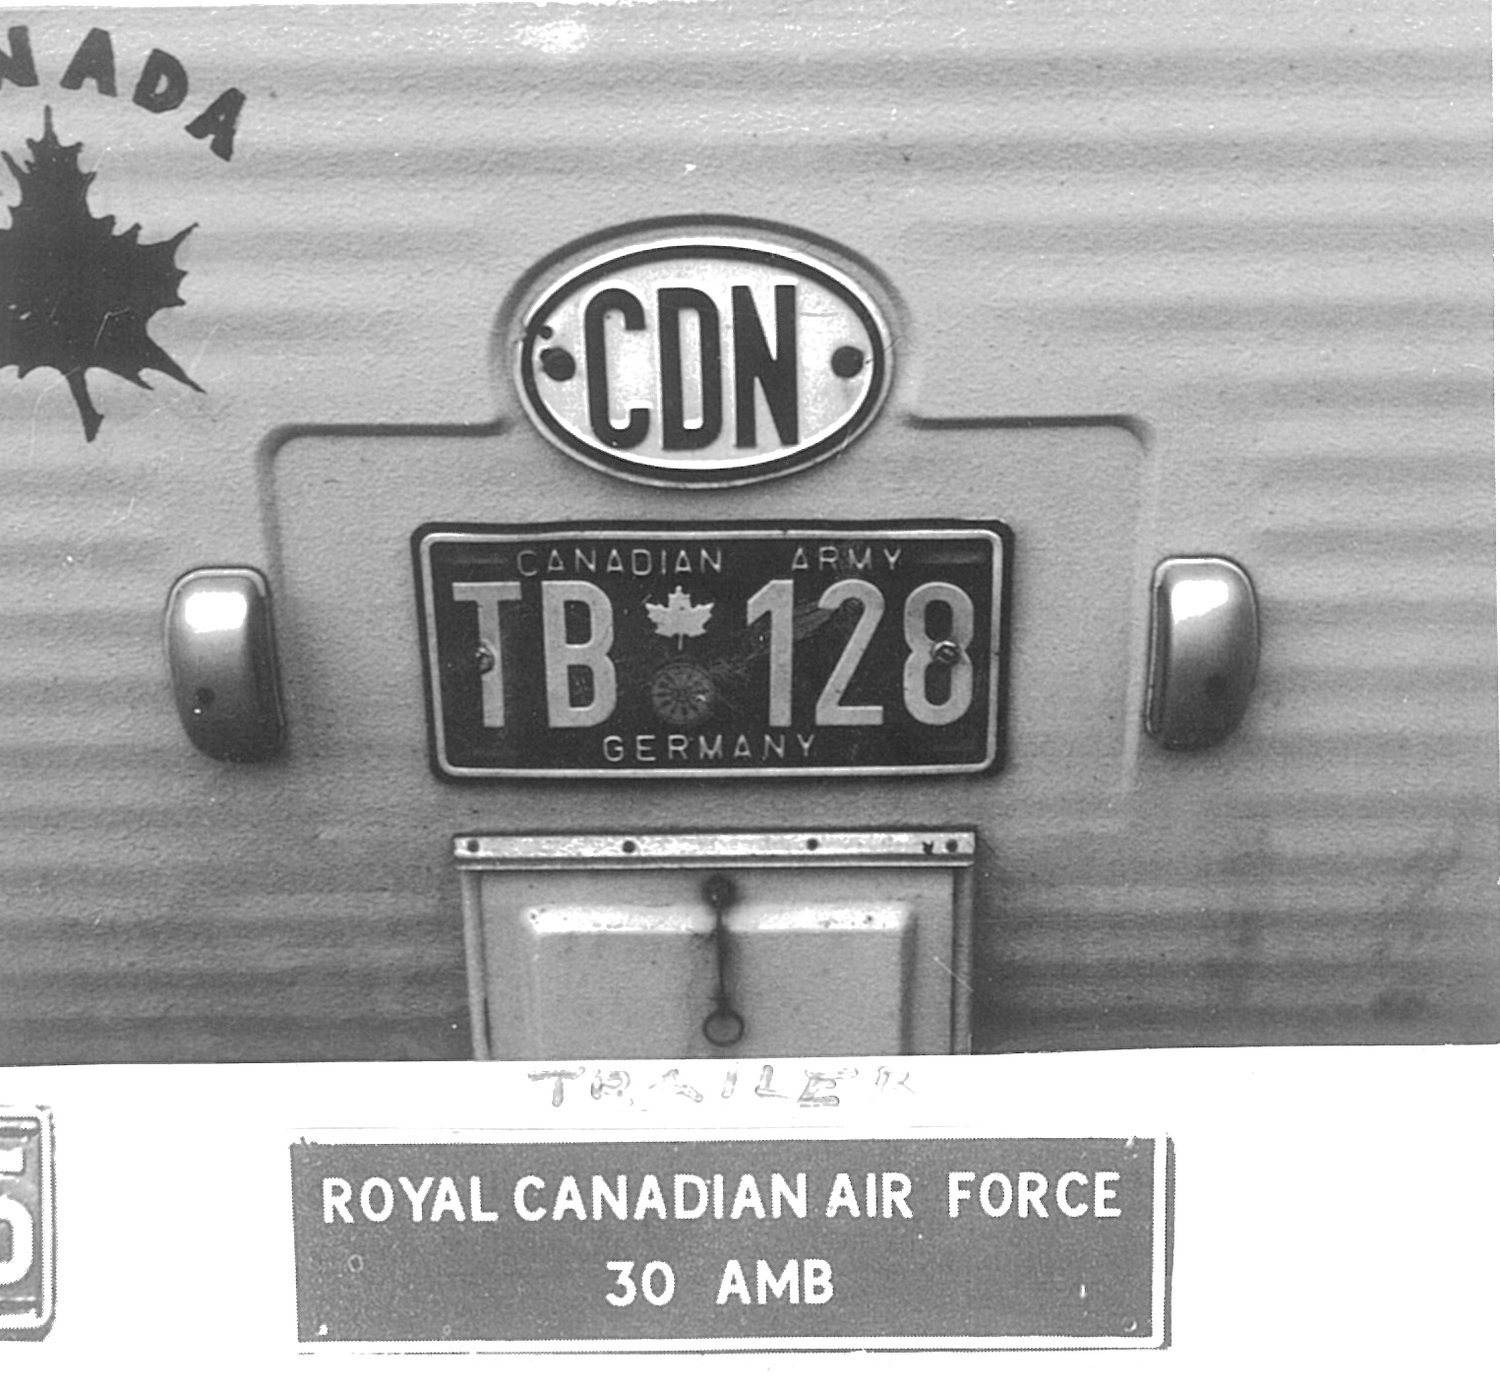 NADA
CDN
CANADIAN ARMY
TB 128
GERMANY
TRAILER
ROYAL CANADIAN AIR FORCE
30 AMB